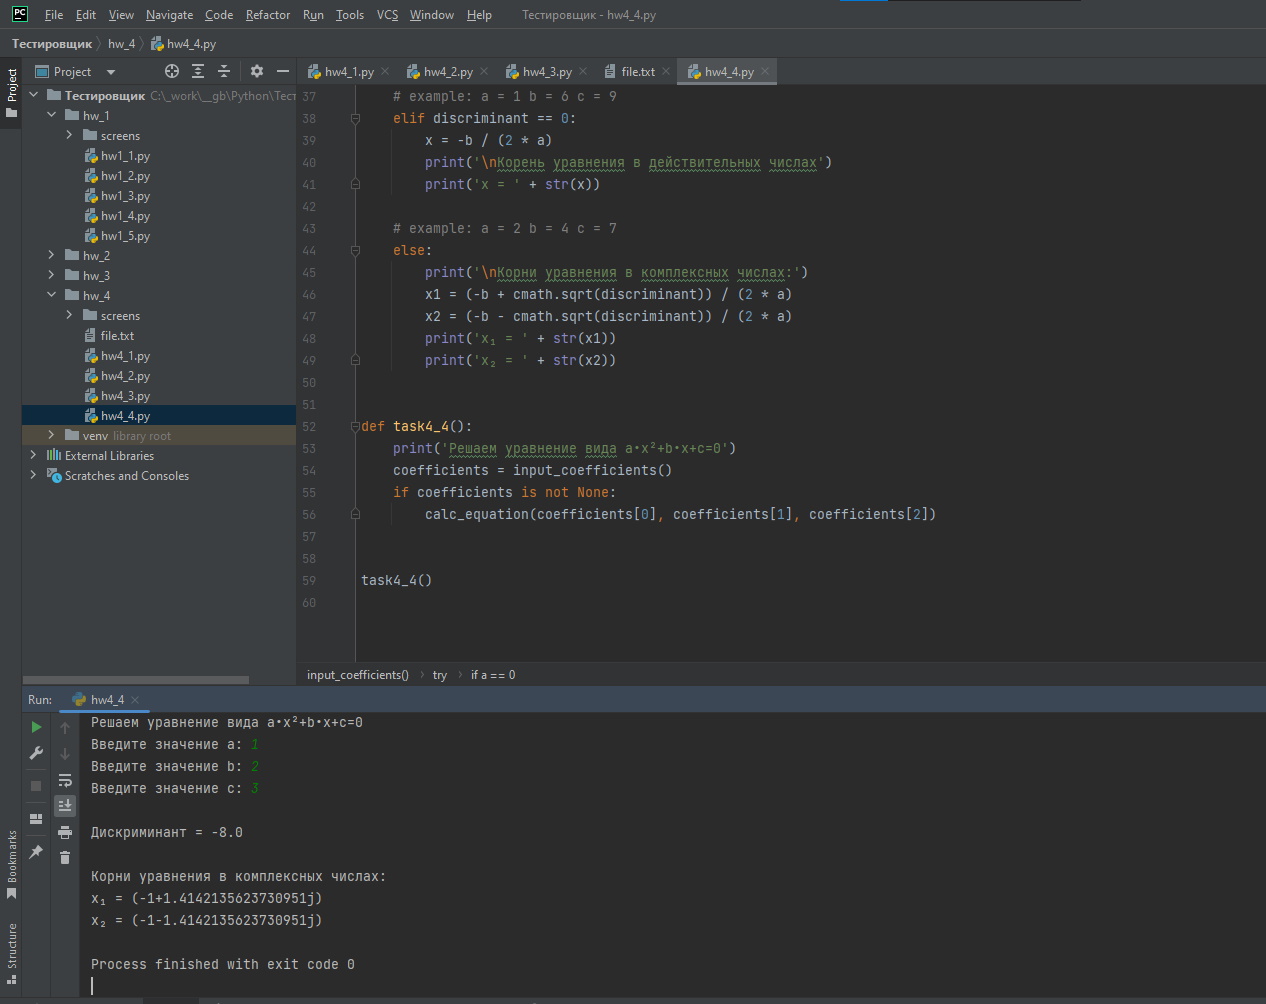 PC File Edit View Navigate Code Refactor Run Tools VCS Window Help Тестировщик - hw4_4.py
Тестировщик hw_4 hw4_4.py
Project
Project
hw4_1.py hw4_2.py hw4_3.py file.txt hw4_4.py
Тестировщик C:\_work\__gb\Python\Тест
hw_1
screens
hw1_1.py
hw1_2.py
hw1_3.py
hw1_4.py
hw1_5.py
hw_2
hw_3
hw_4
screens
file.txt
hw4_1.py
hw4_2.py
hw4_3.py
hw4_4.py
venv library root
External Libraries
Scratches and Consoles
37 # example: a = 1 b = 6 c = 9
38 elif discriminant == 0:
39 x = -b / (2 * a)
40 print('\nКорень уравнения в действительных числах')
41 print('x = ' + str(x))
42
43 # example: a = 2 b = 4 c = 7
44 else:
45 print('\nКорни уравнения в комплексных числах:')
46 x1 = (-b + cmath.sqrt(discriminant)) / (2 * a)
47 x2 = (-b - cmath.sqrt(discriminant)) / (2 * a)
48 print('x₁ = ' + str(x1))
49 print('x₂ = ' + str(x2))
50
51
52 def task4_4():
53 print('Решаем уравнение вида a•x²+b•x+c=0')
54 coefficients = input_coefficients()
55 if coefficients is not None:
56 calc_equation(coefficients[0], coefficients[1], coefficients[2])
57
58
59 task4_4()
60
input_coefficients() try if a == 0
Run: hw4_4
Решаем уравнение вида a•x²+b•x+c=0
Введите значение a: 1
Введите значение b: 2
Введите значение c: 3
Дискриминант = -8.0
Корни уравнения в комплексных числах:
x₁ = (-1+1.4142135623730951j)
x₂ = (-1-1.4142135623730951j)
Process finished with exit code 0
Bookmarks
Structure